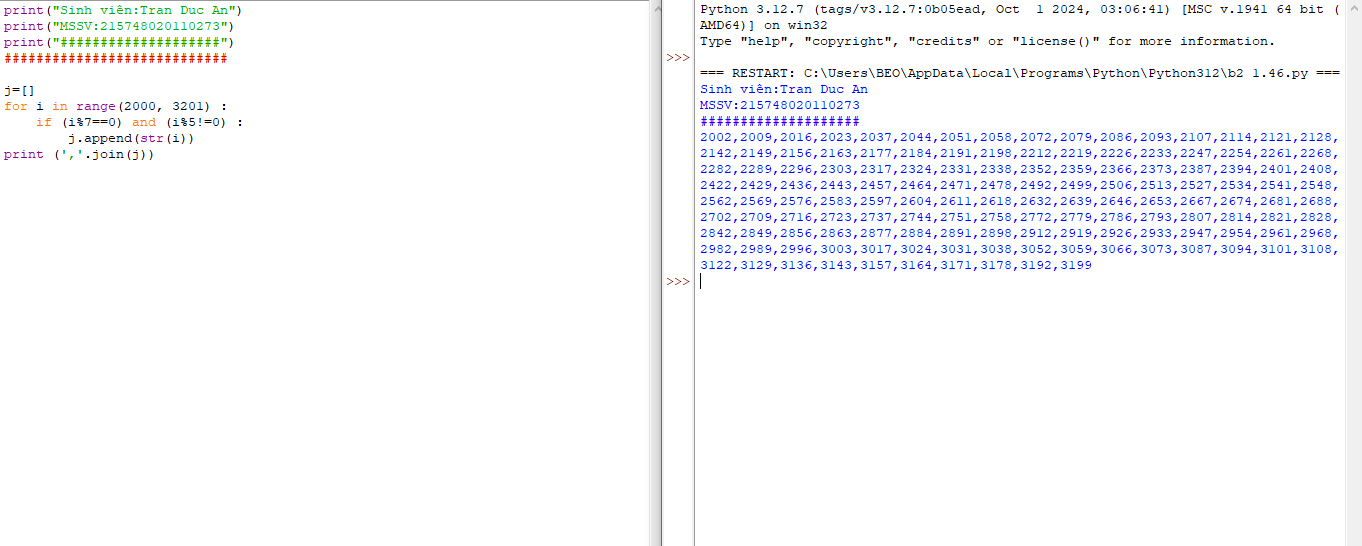 print("Sinh viên:Tran Duc An")
print("MSSV:215748020110273")
print("####################")
############################
j=[]
for i in range(2000, 3201) :
    if (i%7==0) and (i%5!=0) :
        j.append(str(i))
print (','.join(j))
Python 3.12.7 (tags/v3.12.7:0b05ead, Oct  1 2024, 03:06:41) [MSC v.1941 64 bit (
AMD64)] on win32
Type "help", "copyright", "credits" or "license()" for more information.
>>>
=== RESTART: C:\Users\BEO\AppData\Local\Programs\Python\Python312\b2 1.46.py ===
Sinh viên:Tran Duc An
MSSV:215748020110273
####################
2002,2009,2016,2023,2037,2044,2051,2058,2072,2079,2086,2093,2107,2114,2121,2128,
2142,2149,2156,2163,2177,2184,2191,2198,2212,2219,2226,2233,2247,2254,2261,2268,
2282,2289,2296,2303,2317,2324,2331,2338,2352,2359,2366,2373,2387,2394,2401,2408,
2422,2429,2436,2443,2457,2464,2471,2478,2492,2499,2506,2513,2527,2534,2541,2548,
2562,2569,2576,2583,2597,2604,2611,2618,2632,2639,2646,2653,2667,2674,2681,2688,
2702,2709,2716,2723,2737,2744,2751,2758,2772,2779,2786,2793,2807,2814,2821,2828,
2842,2849,2856,2863,2877,2884,2891,2898,2912,2919,2926,2933,2947,2954,2961,2968,
2982,2989,2996,3003,3017,3024,3031,3038,3052,3059,3066,3073,3087,3094,3101,3108,
3122,3129,3136,3143,3157,3164,3171,3178,3192,3199
>>>